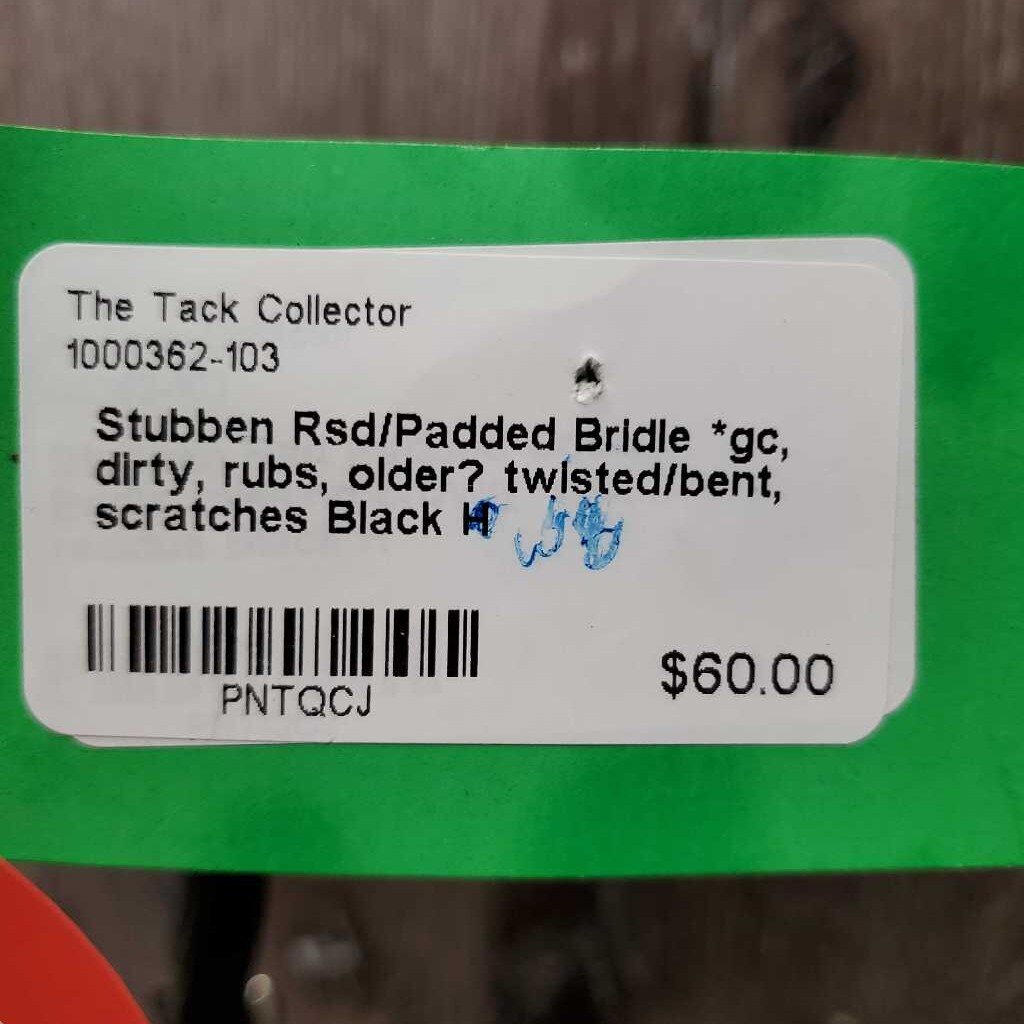 The Tack Collector
1000362-103
Stubben Rsd/Padded Bridle *gc,
dirty, rubs, older? twisted/bent,
scratches Black H
PNTQCJ
$60.00